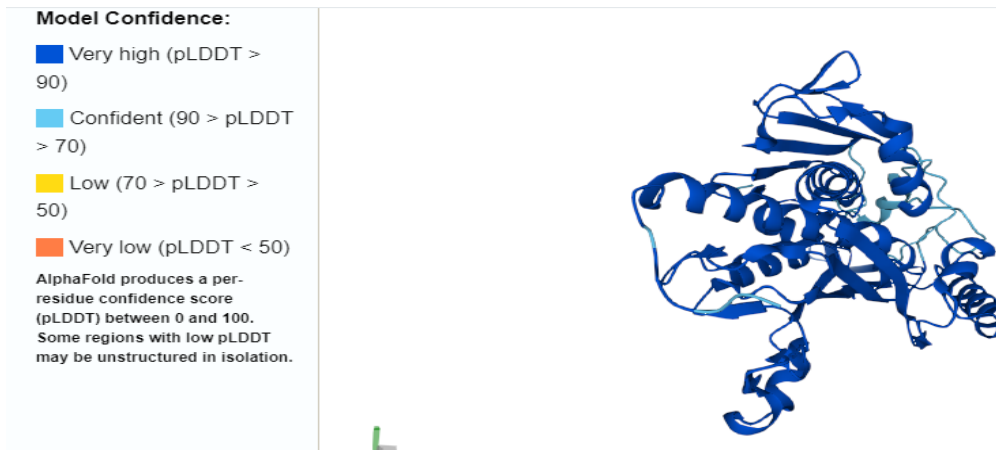 Model Confidence:
Very high (pLDDT >
90)
Confident (90 > pLDDT
> 70)
Low (70 > pLDDT >
50)
Very low (pLDDT < 50)
AlphaFold produces a per-
residue confidence score
(pLDDT) between 0 and 100.
Some regions with low pLDDT
may be unstructured in isolation.